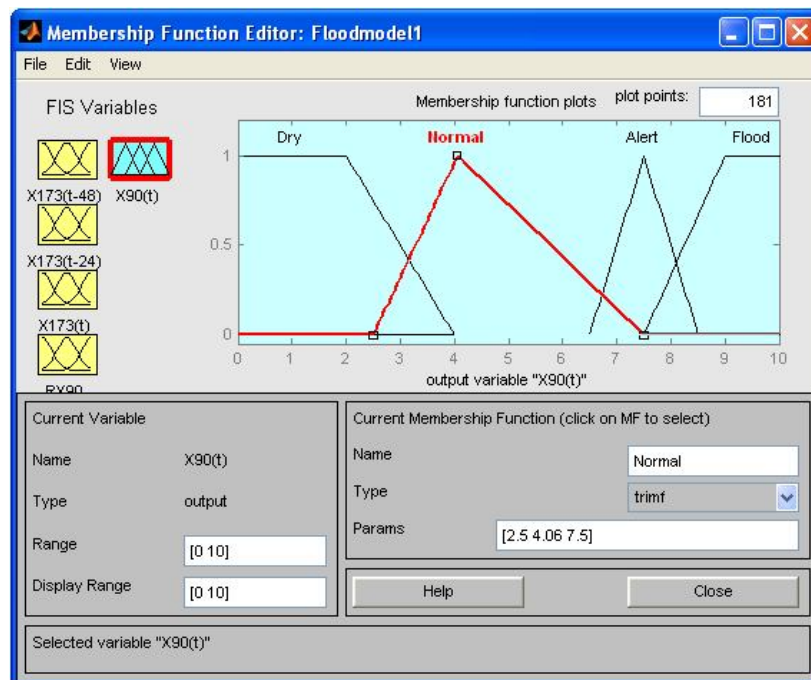 Membership Function Editor: Floodmodel1
File Edit View
FIS Variables
Membership function plots plot points: 181
X173(t-48) X90(t)
X173(t-24)
X173(t)
RX90
Dry Normal Alert Flood
1
0.5
0
0 1 2 3 4 5 6 7 8 9 10
output variable "X90(t)"
Current Variable
Name X90(t)
Type output
Range [0 10]
Display Range [0 10]
Current Membership Function (click on MF to select)
Name Normal
Type trimf
Params [2.5 4.06 7.5]
Help Close
Selected variable "X90(t)"